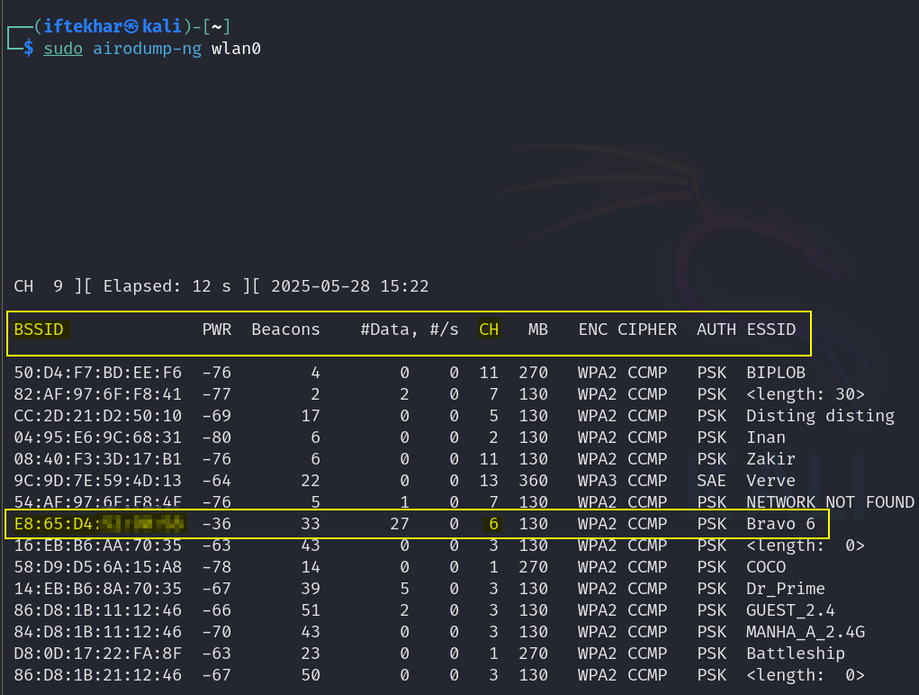 (iftekhar㉿kali)-[~]
$ sudo airodump-ng wlan0
CH  9 ][ Elapsed: 12 s ][ 2025-05-28 15:22
BSSID              PWR  Beacons    #Data, #/s  CH   MB   ENC CIPHER  AUTH ESSID
50:D4:F7:BD:EE:F6  -76        4        0    0  11  270   WPA2 CCMP   PSK  BIPLOB
82:AF:97:6F:F8:41  -77        2        2    0   7  130   WPA2 CCMP   PSK  <length: 30>
CC:2D:21:D2:50:10  -69       17        0    0   5  130   WPA2 CCMP   PSK  Disting disting
04:95:E6:9C:68:31  -80        6        0    0   2  130   WPA2 CCMP   PSK  Inan
08:40:F3:3D:17:B1  -76        6        0    0  11  130   WPA2 CCMP   PSK  Zakir
9C:9D:7E:59:4D:13  -64       22        0    0  13  360   WPA3 CCMP   SAE  Verve
54:AF:97:6F:F8:4F  -76        5        1    0   7  130   WPA2 CCMP   PSK  NETWORK NOT FOUND
E8:65:D4:  -36       33       27    0   6  130   WPA2 CCMP   PSK  Bravo 6
16:EB:B6:AA:70:35  -63       43        0    0   3  130   WPA2 CCMP   PSK  <length:  0>
58:D9:D5:6A:15:A8  -78       14        0    0   1  270   WPA2 CCMP   PSK  COCO
14:EB:B6:8A:70:35  -67       39        5    0   3  130   WPA2 CCMP   PSK  Dr_Prime
86:D8:1B:11:12:46  -66       51        2    0   3  130   WPA2 CCMP   PSK  GUEST_2.4
84:D8:1B:11:12:46  -70       43        0    0   3  130   WPA2 CCMP   PSK  MANHA_A_2.4G
D8:0D:17:22:FA:8F  -63       23        0    0   1  270   WPA2 CCMP   PSK  Battleship
86:D8:1B:21:12:46  -67       50        0    0   3  130   WPA2 CCMP   PSK  <length:  0>